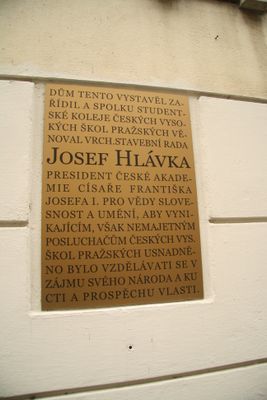 DŮM TENTO VYSTAVĚL ZA-
ŘÍDIL A SPOLKU STUDENT-
SKÉ KOLEJE ČESKÝCH VYSO-
KÝCH ŠKOL PRAŽSKÝCH VĚ-
NOVAL VRCH.STAVEBNÍ RADA
JOSEF HLÁVKA
PRESIDENT ČESKÉ AKADE-
MIE CÍSAŘE FRANTIŠKA
JOSEFA I. PRO VĚDY SLOVE-
SNOST A UMĚNÍ, ABY VYNI-
KAJÍCÍM, VŠAK NEMAJETNÝM
POSLUCHAČŮM ČESKÝCH VYS.
ŠKOL PRAŽSKÝCH USNADNĚ-
NO BYLO VZDĚLÁVATI SE V
ZÁJMU SVÉHO NÁRODA A KU
CTI A PROSPĚCHU VLASTI.